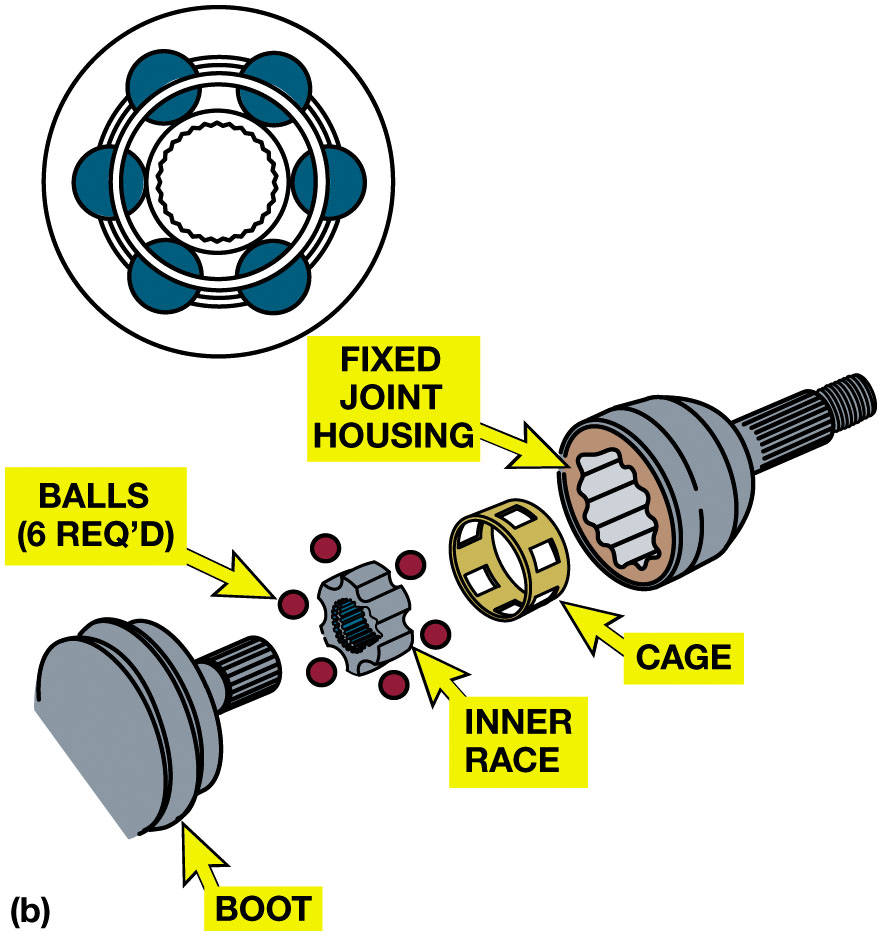 FIXED
JOINT
HOUSING
BALLS
(6 REQ'D)
CAGE
INNER
RACE
BOOT
(b)